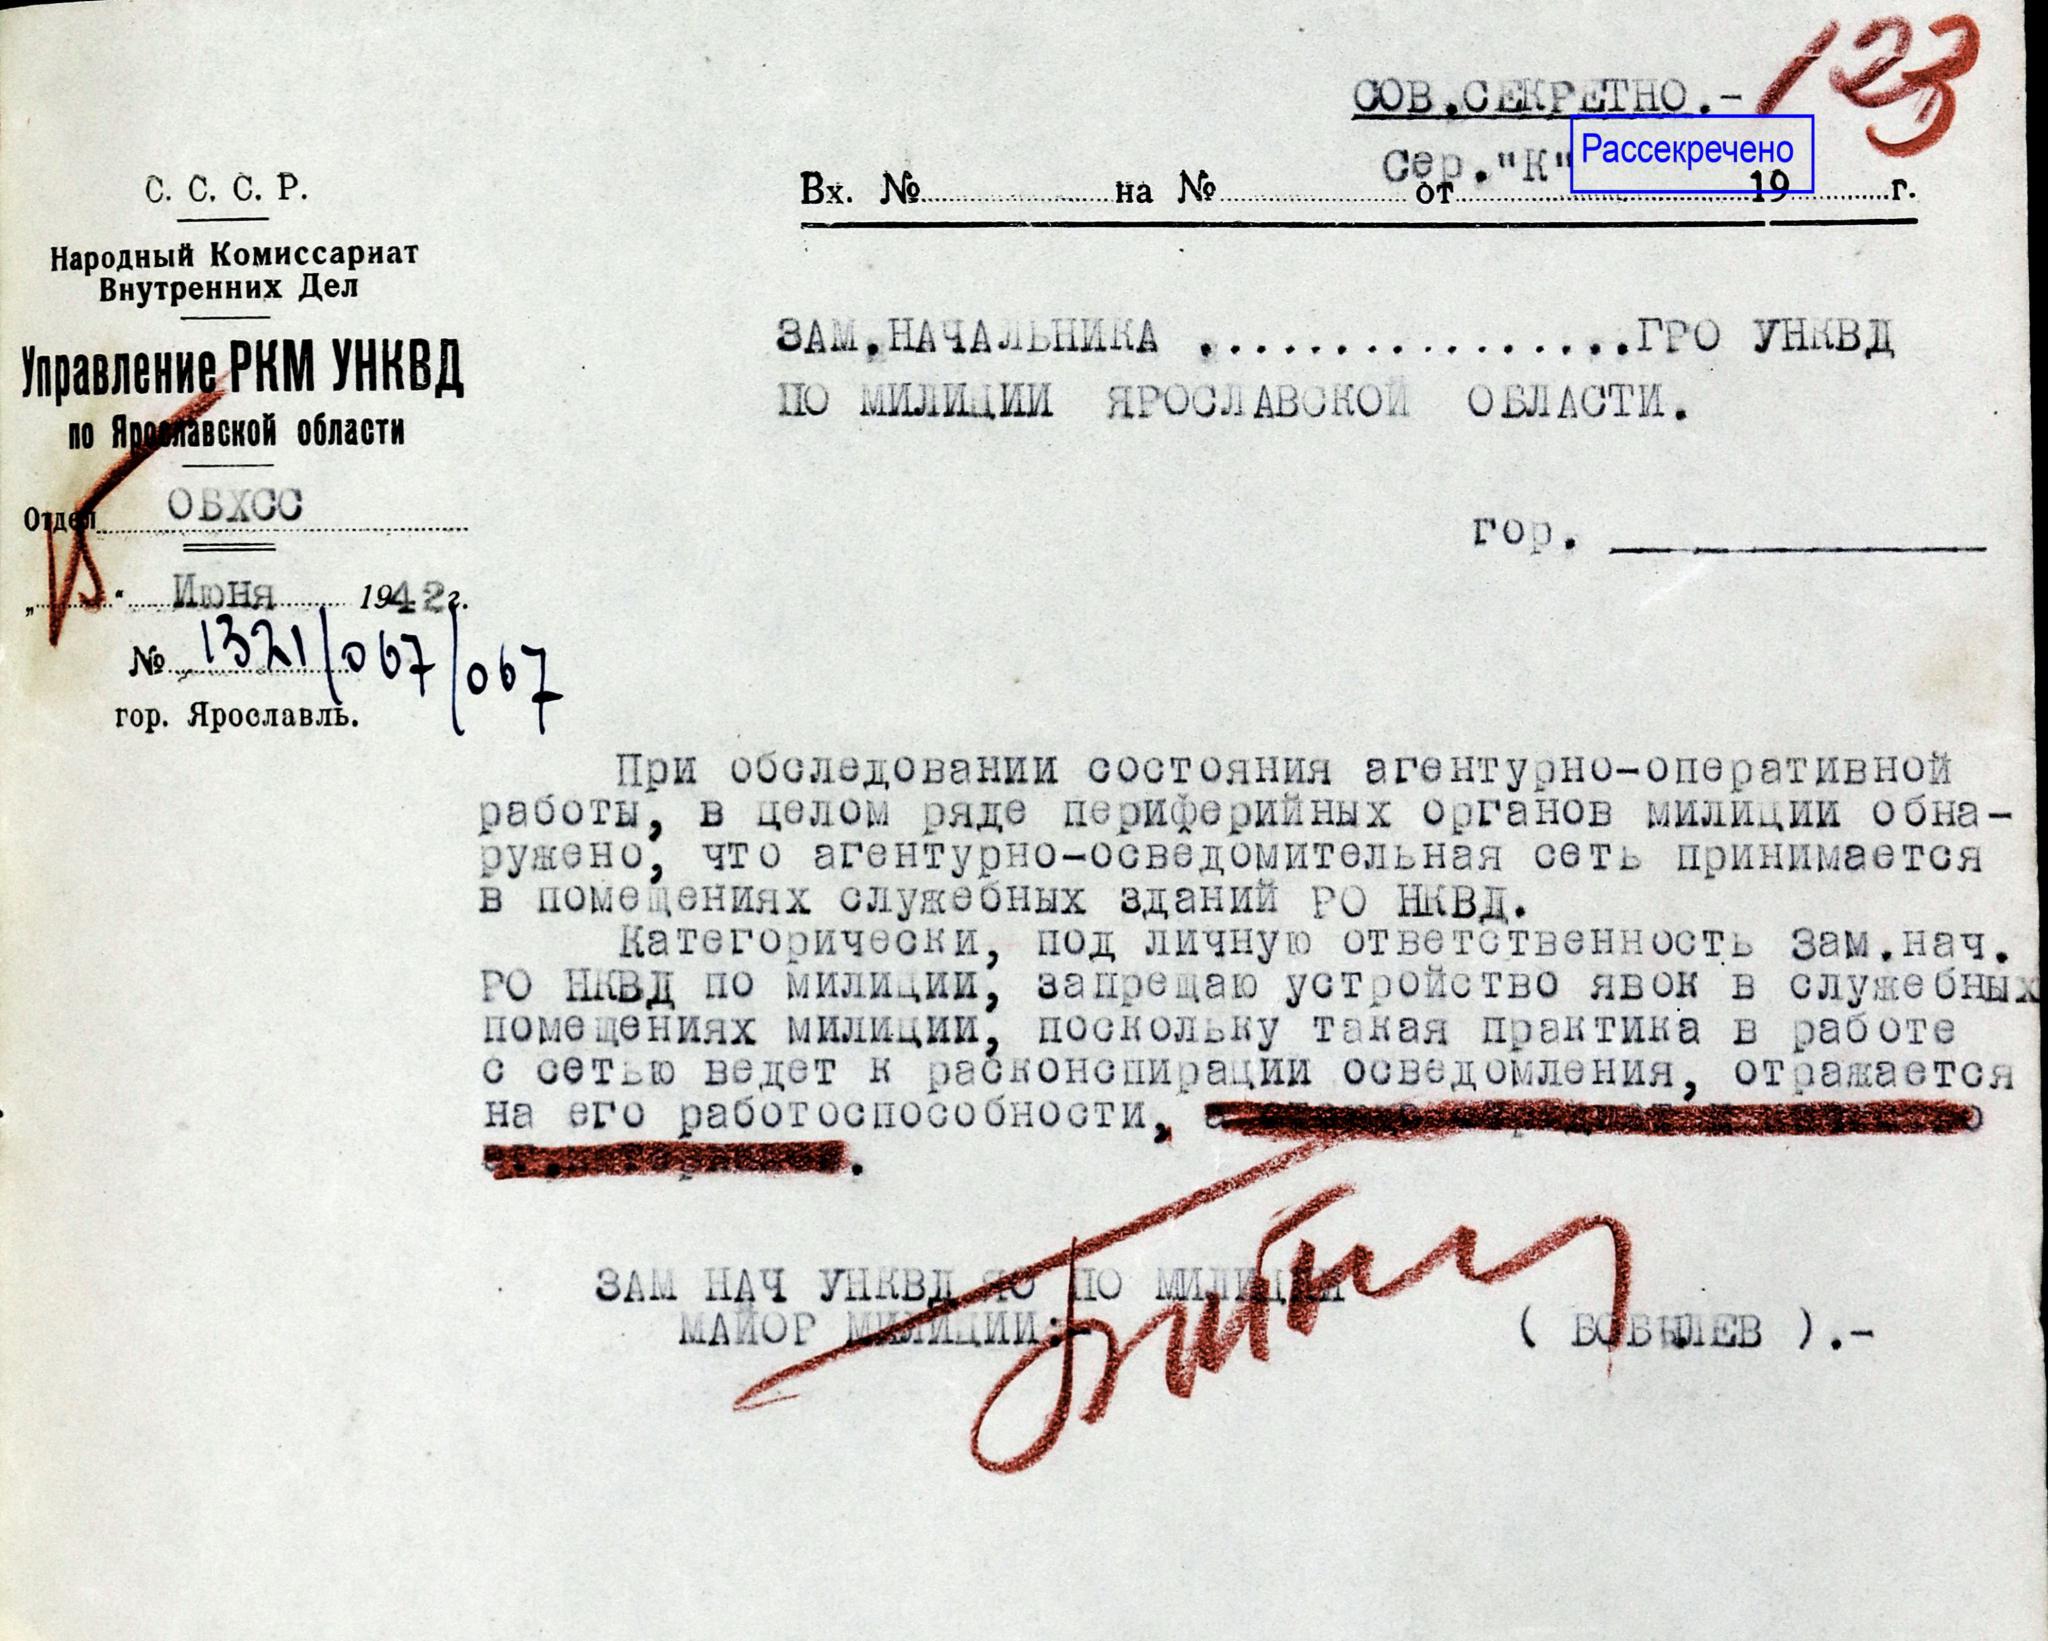 СОВ.СЕКРЕТНО.- 123
Сер."К" Рассекречено
Вх. № на № от 19 г.
С. С. С. Р.
Народный Комиссариат
Внутренних Дел
Управление РКМ УНКВД
по Ярославской области
Отдел ОБХСС
" " Июня 1942 г.
№ 1321/067/067
гор. Ярославль.
ЗАМ.НАЧАЛЬНИКА ................ГРО УНКВД
ПО МИЛИЦИИ ЯРОСЛАВСКОЙ ОБЛАСТИ.
гор.
При обследовании состояния агентурно-оперативной
работы, в целом ряде периферийных органов милиции обна-
ружено, что агентурно-осведомительная сеть принимается
в помещениях служебных зданий РО НКВД.
Категорически, под личную ответственность Зам.нач.
РО НКВД по милиции, запрещаю устройство явок в служебных
помещениях милиции, поскольку такая практика в работе
с сетью ведет к расконспирации осведомления, отражается
на его работоспособности,
.
ЗАМ НАЧ УНКВД ЯО ПО МИЛИЦИИ
МАЙОР МИЛИЦИИ:- ( БОБЫЛЕВ ).-